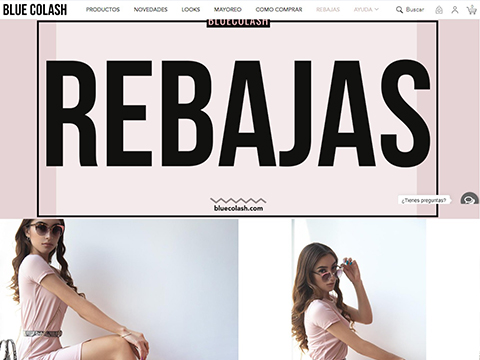 BLUE COLASH
PRODUCTOS NOVEDADES LOOKS MAYOREO COMO COMPRAR REBAJAS AYUDA Buscar
BLUECOLASH
REBAJAS
bluecolash.com
¿Tienes preguntas?